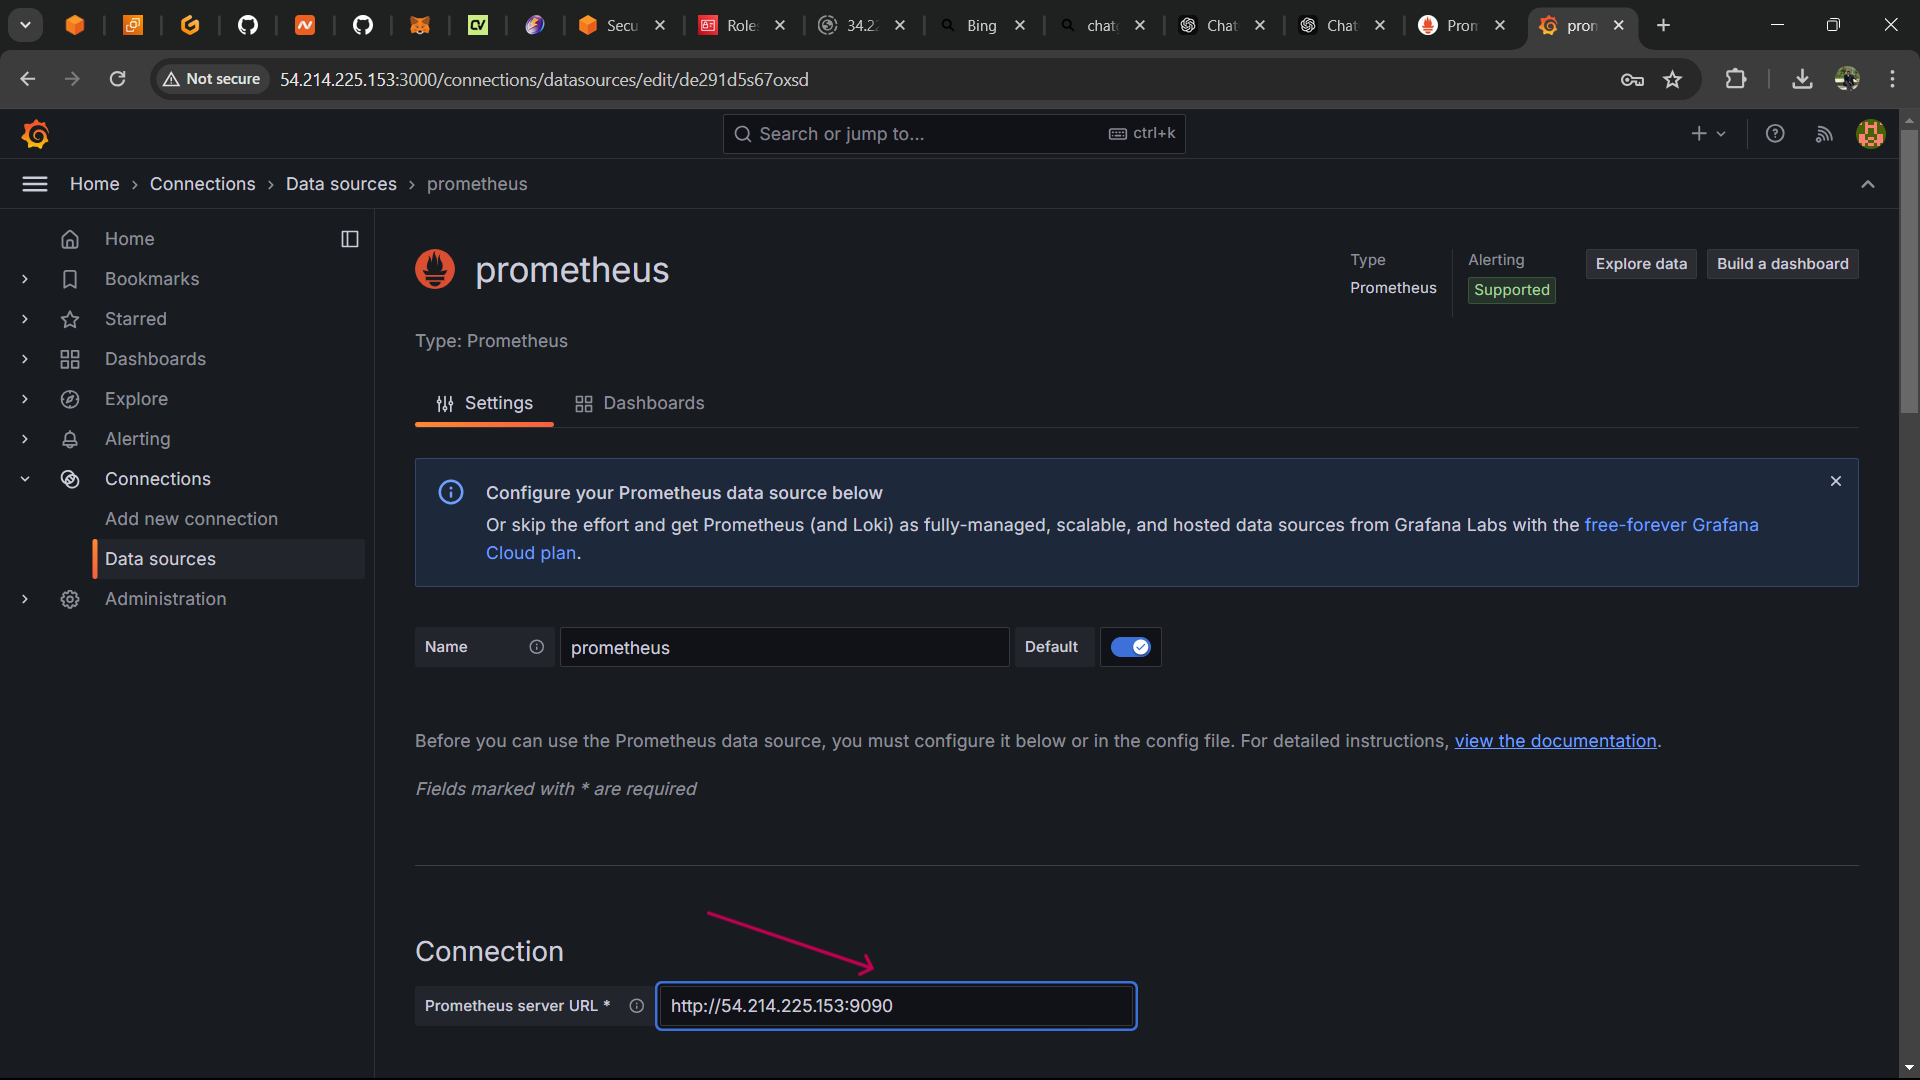 Secu
Role
34.22
Bing
chat
Chat
Chat
Prom
pron
Not secure
54.214.225.153:3000/connections/datasources/edit/de291d5s67oxsd
Search or jump to...
ctrl+k
Home › Connections › Data sources › prometheus
Home
Bookmarks
Starred
Dashboards
Explore
Alerting
Connections
Add new connection
Data sources
Administration
prometheus
Type
Prometheus
Alerting
Supported
Explore data
Build a dashboard
Type: Prometheus
Settings
Dashboards
Configure your Prometheus data source below
Or skip the effort and get Prometheus (and Loki) as fully-managed, scalable, and hosted data sources from Grafana Labs with the free-forever Grafana
Cloud plan.
Name
prometheus
Default
Before you can use the Prometheus data source, you must configure it below or in the config file. For detailed instructions, view the documentation.
Fields marked with * are required
Connection
Prometheus server URL *
http://54.214.225.153:9090